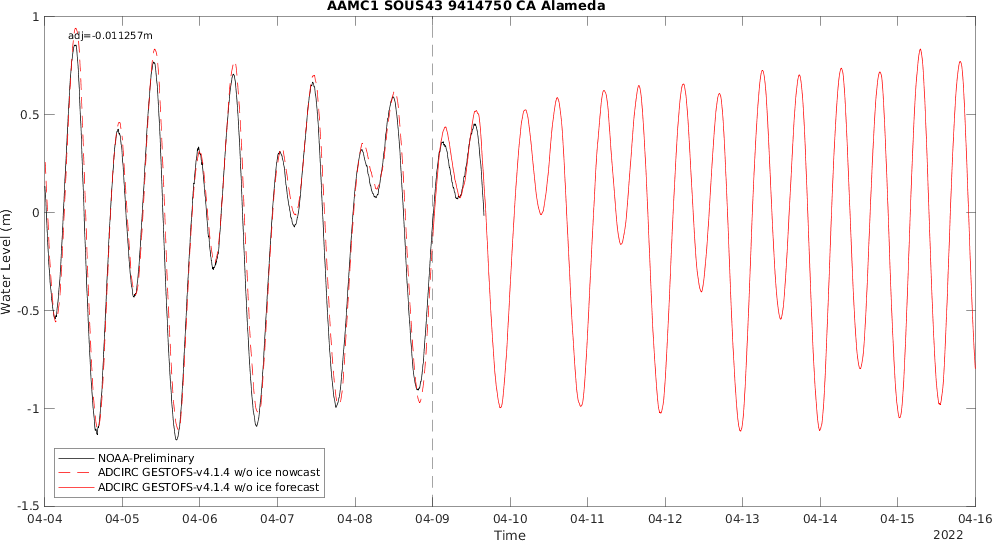 AAMC1 SOUS43 9414750 CA Alameda
adj=-0.011257m
1
0.5
0
-0.5
-1
-1.5
Water Level (m)
NOAA-Preliminary
ADCIRC GESTOFS-v4.1.4 w/o ice nowcast
ADCIRC GESTOFS-v4.1.4 w/o ice forecast
04-04 04-05 04-06 04-07 04-08 04-09 04-10 04-11 04-12 04-13 04-14 04-15 04-16
Time
2022